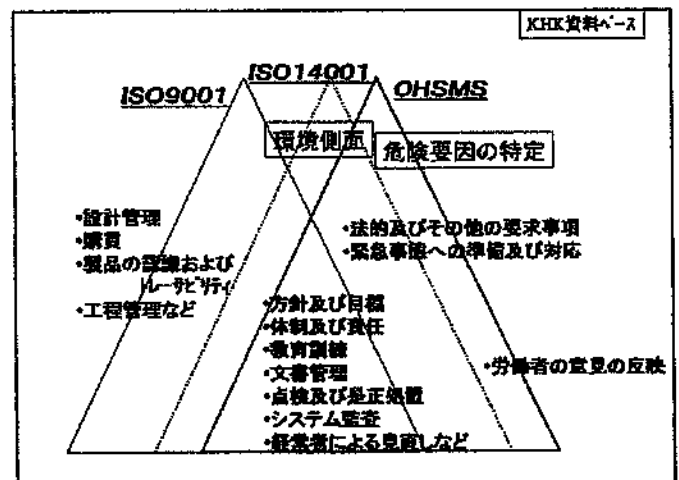 KHK資料ベース
ISO14001
ISO9001
OHSMS
環境側面
危険要因の特定
・設計管理
・購買
・製品の認識および
トレーサビリティ
・工程管理など
・法的及びその他の要求事項
・緊急事態への準備及び対応
・方針及び目標
・体制及び責任
・教育訓練
・文書管理
・点検及び是正処置
・システム監査
・経営者による見直しなど
・労働者の意見の反映